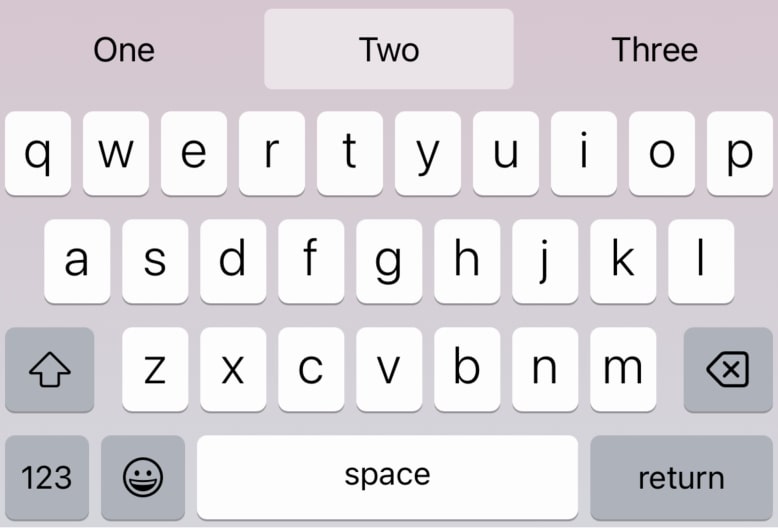 One Two Three
q w e r t y u i o p
a s d f g h j k l
z x c v b n m
123 space return